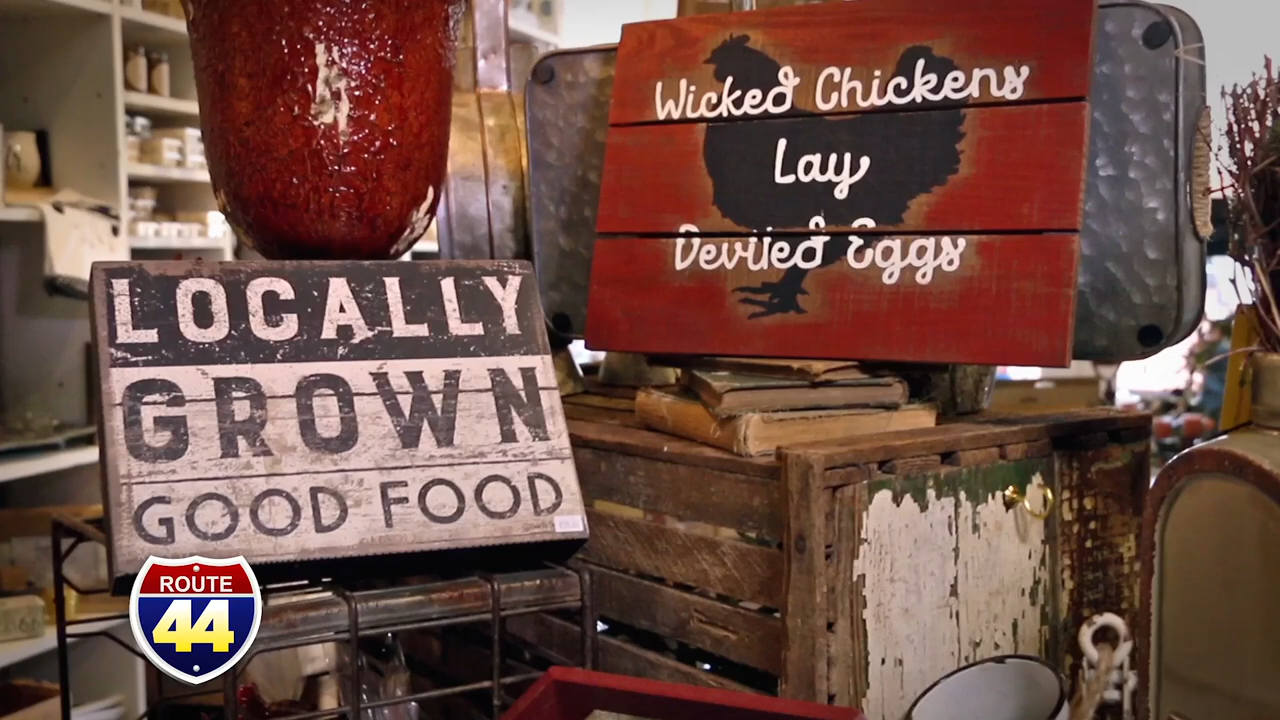 Wicked Chickens
Lay
Deviled Eggs
LOCALLY
GROWN
GOOD FOOD
ROUTE
44